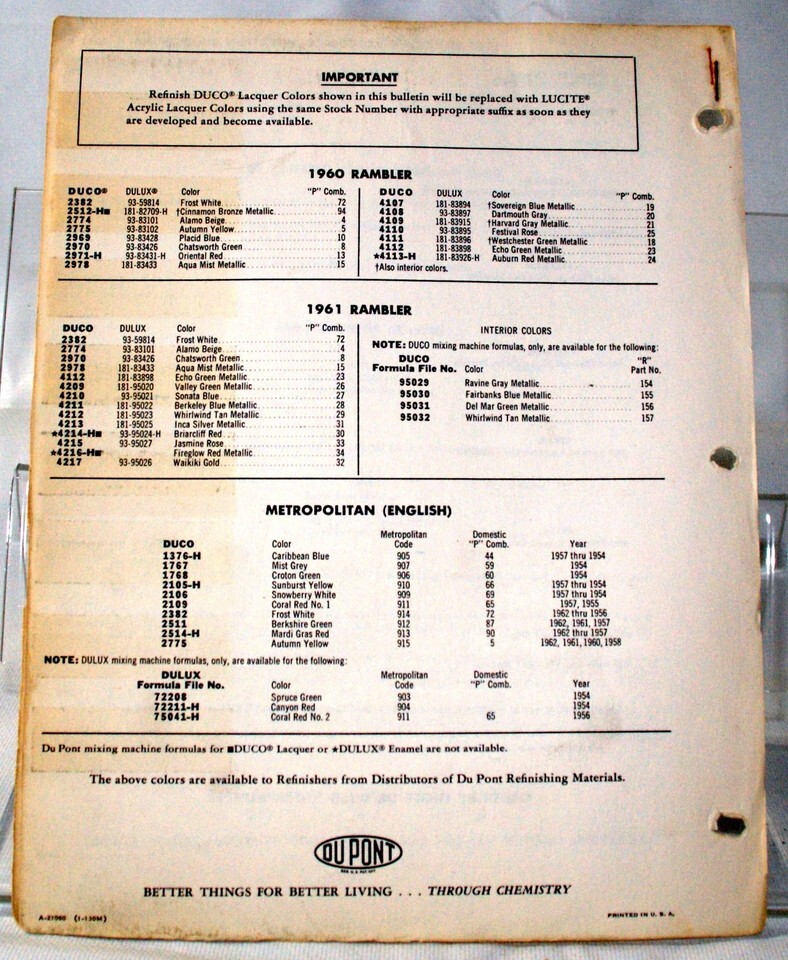 IMPORTANT
Refinish DUCO® Lacquer Colors shown in this bulletin will be replaced with LUCITE®
Acrylic Lacquer Colors using the same Stock Number with appropriate suffix as soon as they
are developed and become available.
1960 RAMBLER
DUCO® DULUX® Color "P" Comb.
2382 93-59814 Frost White 72
2512-H■ 181-82709-H †Cinnamon Bronze Metallic 94
2774 93-83101 Alamo Beige 4
2775 93-83102 Autumn Yellow 5
2969 93-83428 Placid Blue 10
2970 93-83426 Chatsworth Green 8
2971-H 93-83431-H Oriental Red 13
2978 181-83433 Aqua Mist Metallic 15
DUCO DULUX Color "P" Comb.
4107 181-83894 †Sovereign Blue Metallic 19
4108 93-83897 Dartmouth Gray 20
4109 181-83915 †Harvard Gray Metallic 21
4110 93-83895 Festival Rose 25
4111 181-83896 †Westchester Green Metallic 18
4112 181-83898 Echo Green Metallic 23
★4113-H 181-83926-H Auburn Red Metallic 24
†Also interior colors.
1961 RAMBLER
DUCO DULUX Color "P" Comb.
2382 93-59814 Frost White 72
2774 93-83101 Alamo Beige 4
2970 93-83426 Chatsworth Green 8
2978 181-83433 Aqua Mist Metallic 15
4112 181-83898 Echo Green Metallic 23
4209 181-95020 Valley Green Metallic 26
4210 93-95021 Sonata Blue 27
4211 181-95022 Berkeley Blue Metallic 28
4212 181-95023 Whirlwind Tan Metallic 29
4213 181-95025 Inca Silver Metallic 31
★4214-H■ 93-95024-H Briarcliff Red 30
4215 93-95027 Jasmine Rose 33
★4216-H■ Fireglow Red Metallic 34
4217 93-95026 Waikiki Gold 32
INTERIOR COLORS
NOTE: DUCO mixing machine formulas, only, are available for the following:
DUCO "R"
Formula File No. Color Part No.
95029 Ravine Gray Metallic 154
95030 Fairbanks Blue Metallic 155
95031 Del Mar Green Metallic 156
95032 Whirlwind Tan Metallic 157
METROPOLITAN (ENGLISH)
Metropolitan Domestic
DUCO Color Code "P" Comb. Year
1376-H Caribbean Blue 905 44 1957 thru 1954
1767 Mist Grey 907 59 1954
1768 Croton Green 906 60 1954
2105-H Sunburst Yellow 910 66 1957 thru 1954
2106 Snowberry White 909 69 1957 thru 1954
2109 Coral Red No. 1 911 65 1957, 1955
2382 Frost White 914 72 1962 thru 1956
2511 Berkshire Green 912 87 1962, 1961, 1957
2514-H Mardi Gras Red 913 90 1962 thru 1957
2775 Autumn Yellow 915 5 1962, 1961, 1960, 1958
NOTE: DULUX mixing machine formulas, only, are available for the following:
DULUX Metropolitan Domestic
Formula File No. Color Code "P" Comb. Year
72208 Spruce Green 903 1954
72211-H Canyon Red 904 1954
75041-H Coral Red No. 2 911 65 1956
Du Pont mixing machine formulas for ■DUCO® Lacquer or ★DULUX® Enamel are not available.
The above colors are available to Refinishers from Distributors of Du Pont Refinishing Materials.
DU PONT
REG. U.S. PAT. OFF.
BETTER THINGS FOR BETTER LIVING . . . THROUGH CHEMISTRY
A-21060 (1-130M) PRINTED IN U. S. A.